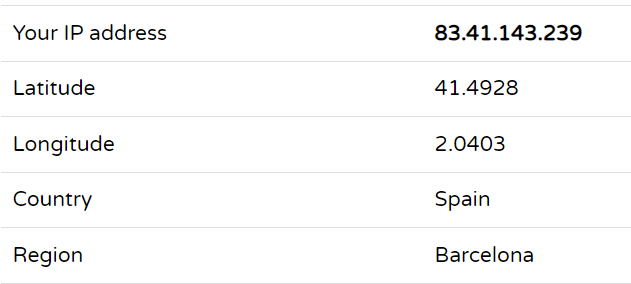 Your IP address 83.41.143.239
Latitude 41.4928
Longitude 2.0403
Country Spain
Region Barcelona